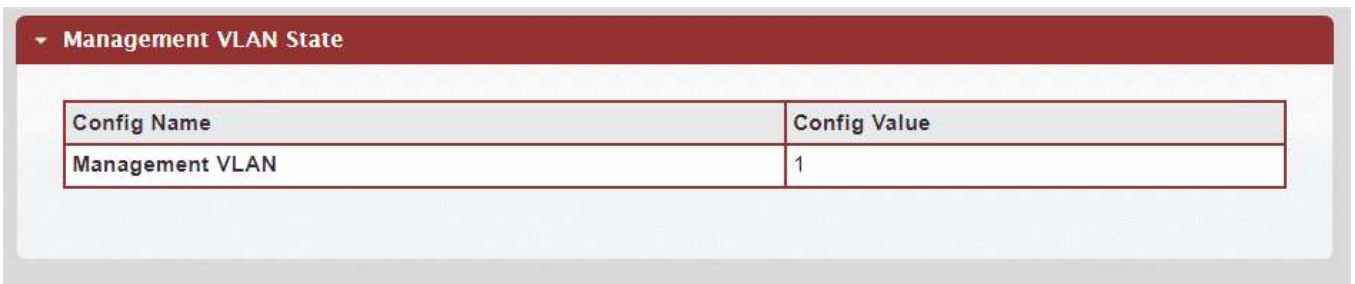 Management VLAN State
Config Name Config Value
Management VLAN 1